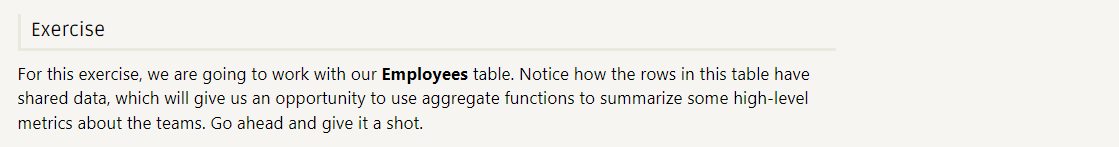 Exercise
For this exercise, we are going to work with our Employees table. Notice how the rows in this table have
shared data, which will give us an opportunity to use aggregate functions to summarize some high-level
metrics about the teams. Go ahead and give it a shot.